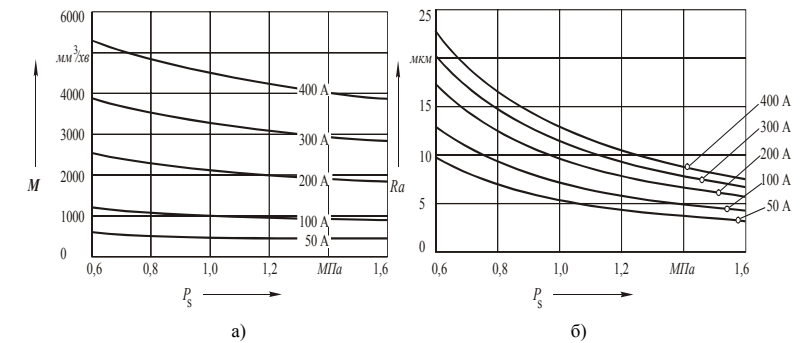 6000
мм³/хв
4000
3000
2000
1000
0
M
400 А
300 А
200 А
100 А
50 А
0,6 0,8 1,0 1,2 МПа 1,6
Ps
а)
25
мкм
15
10
5
0
Ra
400 А
300 А
200 А
100 А
50 А
0,6 0,8 1,0 1,2 МПа 1,6
Ps
б)